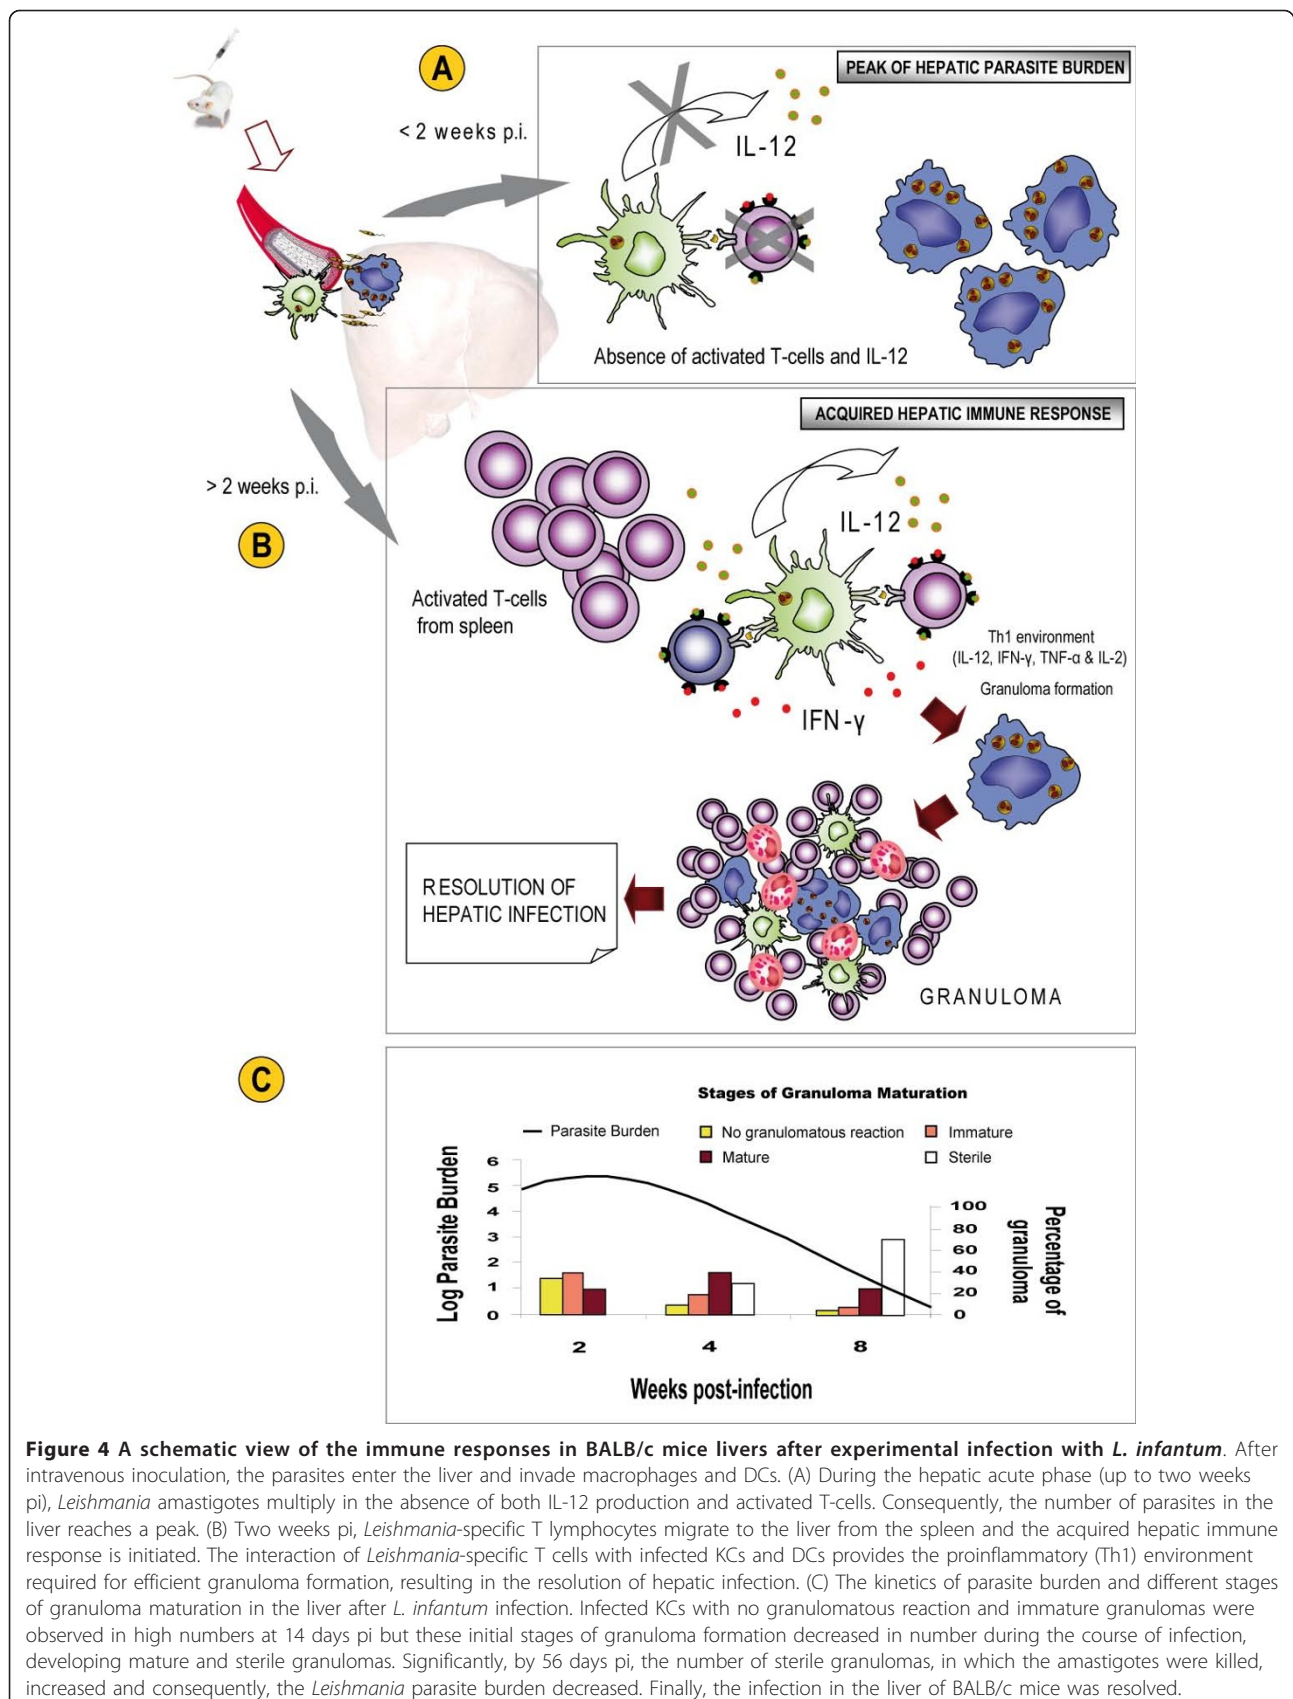 A
PEAK OF HEPATIC PARASITE BURDEN
< 2 weeks p.i.
IL-12
Absence of activated T-cells and IL-12
ACQUIRED HEPATIC IMMUNE RESPONSE
> 2 weeks p.i.
B
IL-12
Activated T-cells
from spleen
Th1 environment
(IL-12, IFN-γ, TNF-α & IL-2)
Granuloma formation
IFN-γ
RESOLUTION OF
HEPATIC INFECTION
GRANULOMA
C
Stages of Granuloma Maturation
Parasite Burden
No granulomatous reaction
Immature
Mature
Sterile
Log Parasite Burden
6
5
4
3
2
1
0
100
80
60
40
20
0
Percentage of
granuloma
2 4 8
Weeks post-infection
Figure 4 A schematic view of the immune responses in BALB/c mice livers after experimental infection with L. infantum. After
intravenous inoculation, the parasites enter the liver and invade macrophages and DCs. (A) During the hepatic acute phase (up to two weeks
pi), Leishmania amastigotes multiply in the absence of both IL-12 production and activated T-cells. Consequently, the number of parasites in the
liver reaches a peak. (B) Two weeks pi, Leishmania-specific T lymphocytes migrate to the liver from the spleen and the acquired hepatic immune
response is initiated. The interaction of Leishmania-specific T cells with infected KCs and DCs provides the proinflammatory (Th1) environment
required for efficient granuloma formation, resulting in the resolution of hepatic infection. (C) The kinetics of parasite burden and different stages
of granuloma maturation in the liver after L. infantum infection. Infected KCs with no granulomatous reaction and immature granulomas were
observed in high numbers at 14 days pi but these initial stages of granuloma formation decreased in number during the course of infection,
developing mature and sterile granulomas. Significantly, by 56 days pi, the number of sterile granulomas, in which the amastigotes were killed,
increased and consequently, the Leishmania parasite burden decreased. Finally, the infection in the liver of BALB/c mice was resolved.